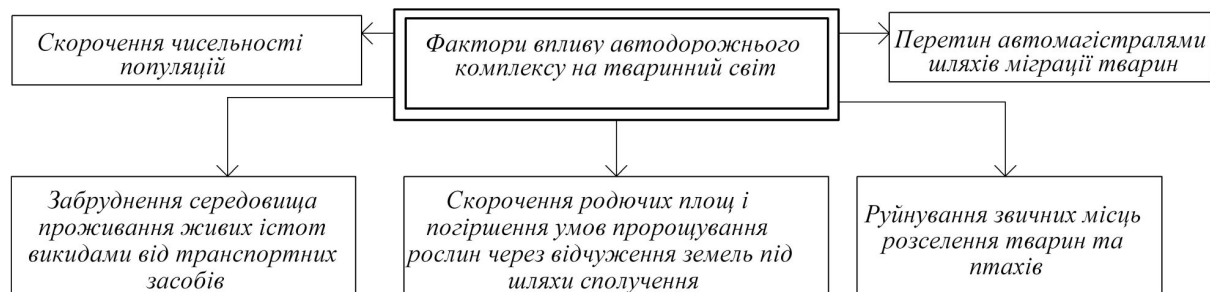 Скорочення чисельності
популяцій
Фактори впливу автодорожнього
комплексу на тваринний світ
Перетин автомагістралями
шляхів міграції тварин
Забруднення середовища
проживання живих істот
викидами від транспортних
засобів
Скорочення родючих площ і
погіршення умов пророщування
рослин через відчуження земель під
шляхи сполучення
Руйнування звичних місць
розселення тварин та
птахів